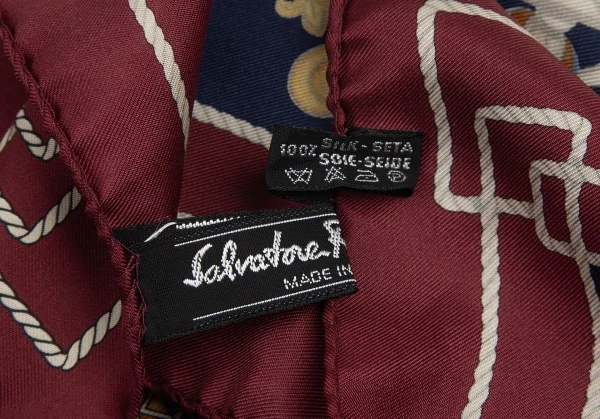 100% SILK - SETA
SOIE - SEIDE
Salvatore F
MADE IN